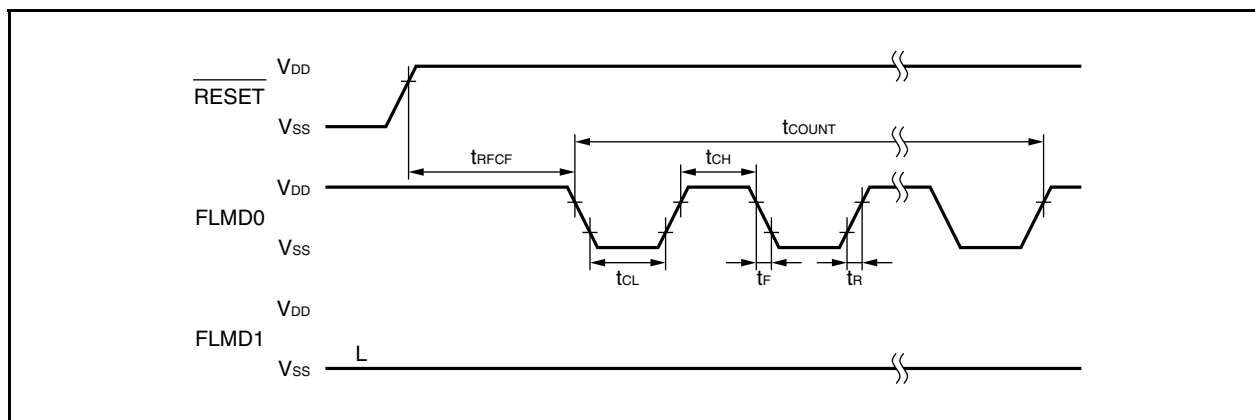 VDD
RESET
VSS
tCOUNT
tRFCF
tCH
VDD
FLMD0
VSS
tCL
tF
tR
VDD
FLMD1
VSS
L